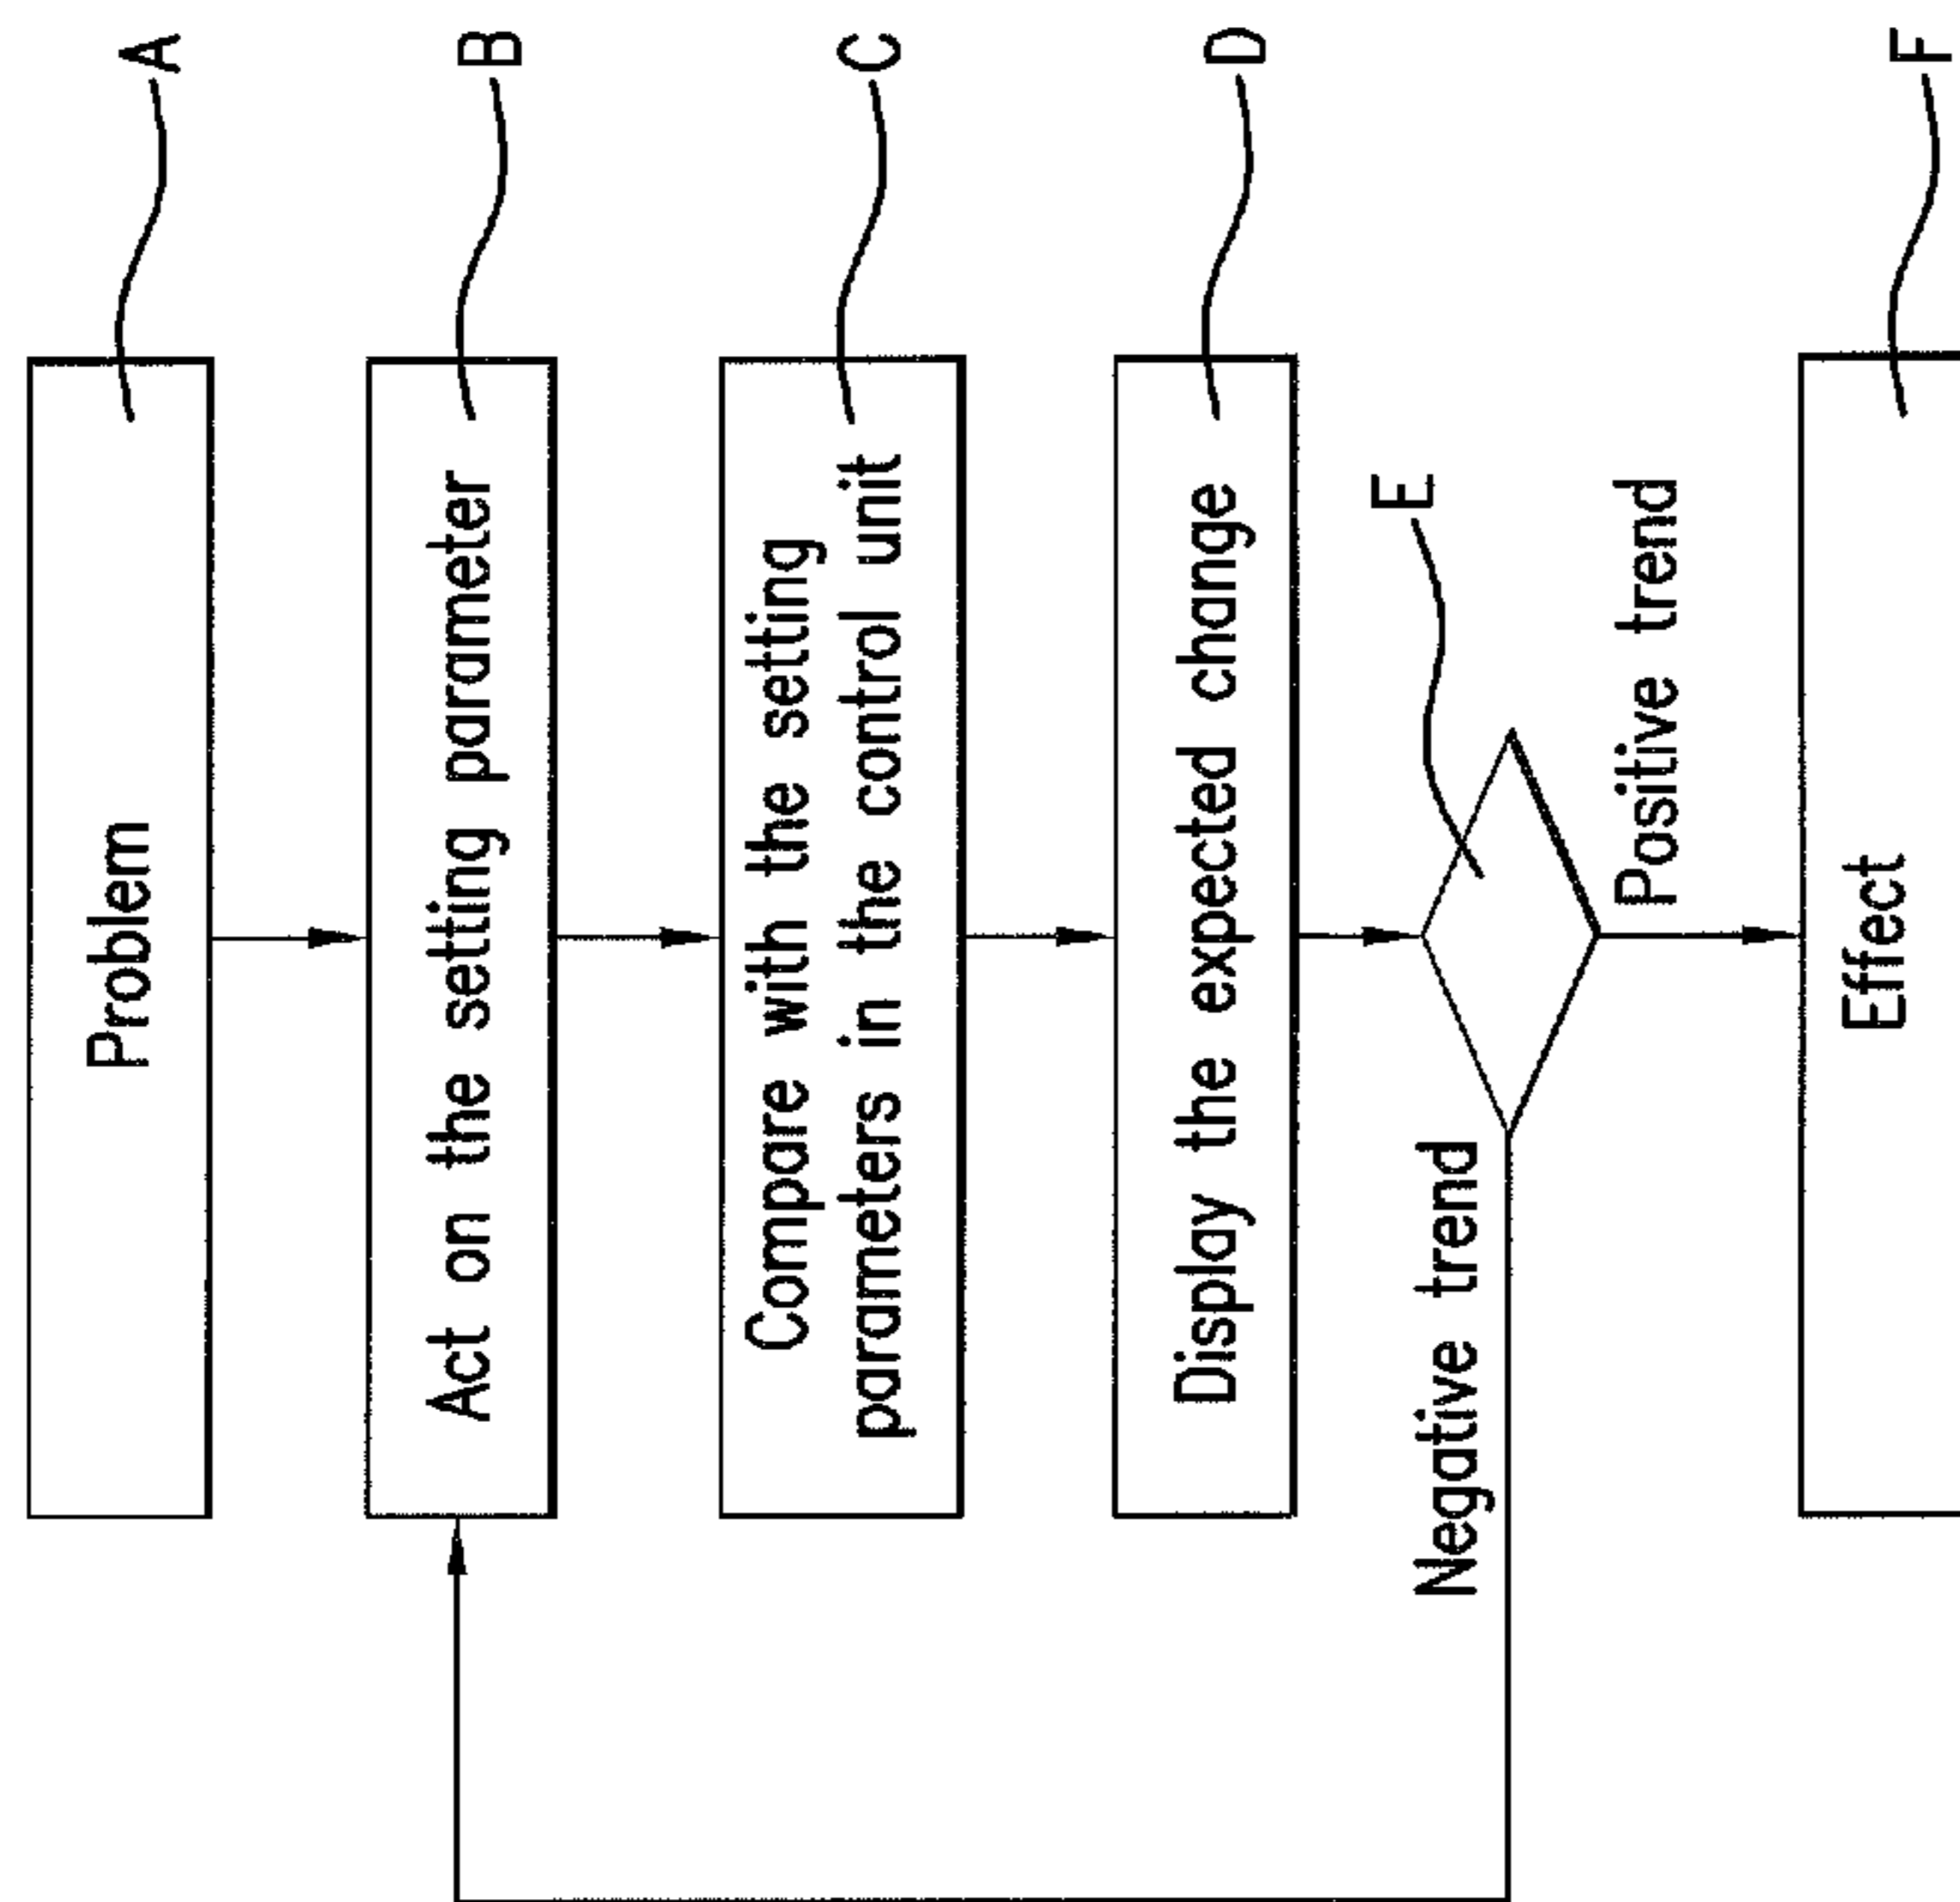 Problem
A
Act on the setting parameter
B
Compare with the setting
parameters in the control unit
C
Display the expected change
D
E
Negative trend
Positive trend
Effect
F